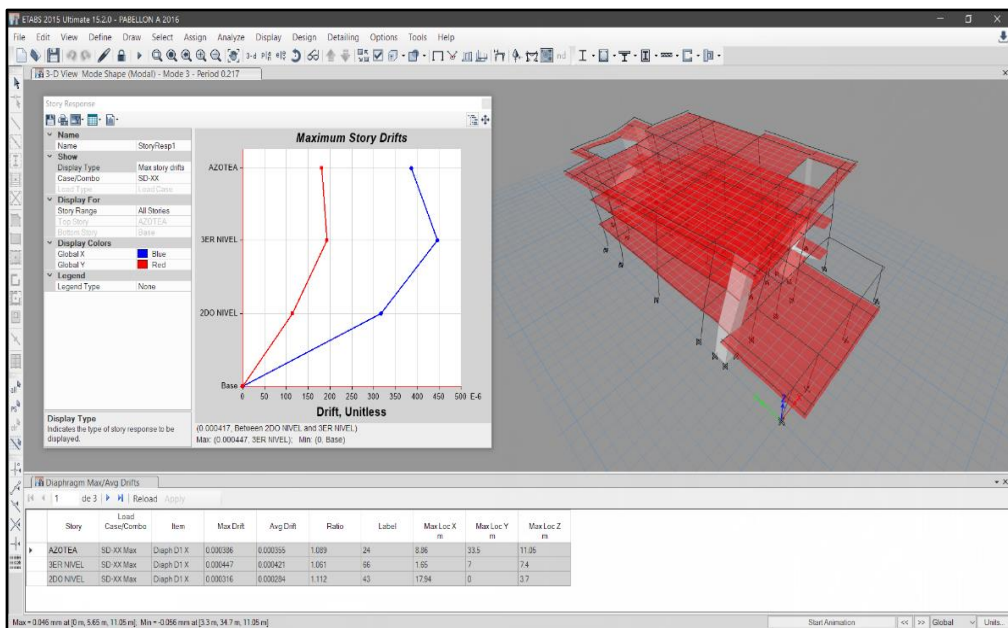 ETABS 2015 Ultimate 15.2.0 - PABELLON A 2016
File Edit View Define Draw Select Assign Analyze Display Design Detailing Options Tools Help
3-D View Mode Shape (Modal) - Mode 3 - Period 0.217
Story Response
Name
Name StoryResp1
Show
Display Type Max story drifts
Case/Combo SD-XX
Load Type Load Case
Display For
Story Range All Stories
Top Story AZOTEA
Bottom Story Base
Display Colors
Global X Blue
Global Y Red
Legend
Legend Type None
Display Type
Indicates the type of story response to be
displayed.
Maximum Story Drifts
AZOTEA
3ER NIVEL
2DO NIVEL
Base
0 50 100 150 200 250 300 350 400 450 500 E-6
Drift, Unitless
(0.000417, Between 2DO NIVEL and 3ER NIVEL)
Max: (0.000447, 3ER NIVEL); Min: (0, Base)
Diaphragm Max/Avg Drifts
1 de 3 Reload Apply
Story Load Case/Combo Item Max Drift Avg Drift Ratio Label Max Loc X m Max Loc Y m Max Loc Z m
AZOTEA SD-XX Max Diaph D1 X 0.000386 0.000355 1.089 24 8.86 33.5 11.05
3ER NIVEL SD-XX Max Diaph D1 X 0.000447 0.000421 1.061 66 1.65 7 7.4
2DO NIVEL SD-XX Max Diaph D1 X 0.000316 0.000284 1.112 43 17.94 0 3.7
Max = 0.046 mm at [0 m, 5.65 m, 11.05 m]; Min = -0.056 mm at [3.3 m, 34.7 m, 11.05 m]
Start Animation << >> Global Units...